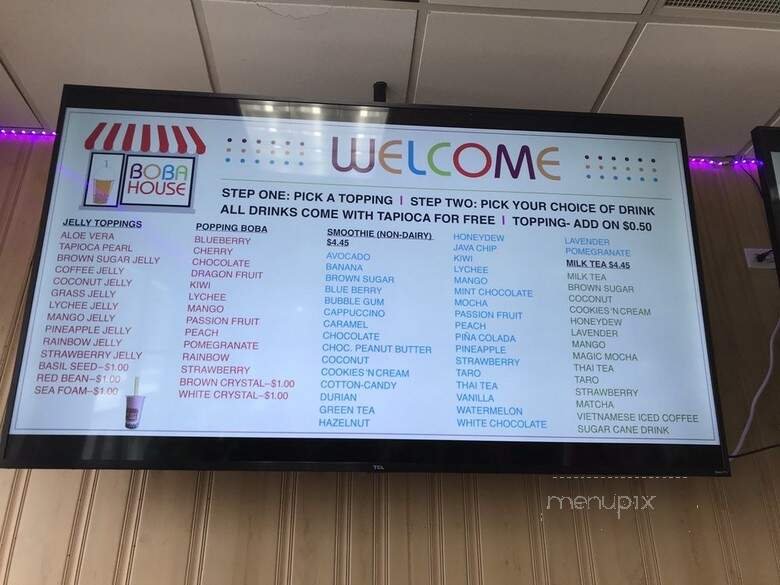 BOBA
HOUSE
WELCOME
STEP ONE: PICK A TOPPING | STEP TWO: PICK YOUR CHOICE OF DRINK
ALL DRINKS COME WITH TAPIOCA FOR FREE | TOPPING- ADD ON $0.50
JELLY TOPPINGS
ALOE VERA
TAPIOCA PEARL
BROWN SUGAR JELLY
COFFEE JELLY
COCONUT JELLY
GRASS JELLY
LYCHEE JELLY
MANGO JELLY
PINEAPPLE JELLY
RAINBOW JELLY
STRAWBERRY JELLY
BASIL SEED–$1.00
RED BEAN–$1.00
SEA FOAM–$1.00
POPPING BOBA
BLUEBERRY
CHERRY
CHOCOLATE
DRAGON FRUIT
KIWI
LYCHEE
MANGO
PASSION FRUIT
PEACH
POMEGRANATE
RAINBOW
STRAWBERRY
BROWN CRYSTAL–$1.00
WHITE CRYSTAL–$1.00
SMOOTHIE (NON-DAIRY)
$4.45
AVOCADO
BANANA
BROWN SUGAR
BLUE BERRY
BUBBLE GUM
CAPPUCCINO
CARAMEL
CHOCOLATE
CHOC. PEANUT BUTTER
COCONUT
COOKIES 'N CREAM
COTTON-CANDY
DURIAN
GREEN TEA
HAZELNUT
HONEYDEW
JAVA CHIP
KIWI
LYCHEE
MANGO
MINT CHOCOLATE
MOCHA
PASSION FRUIT
PEACH
PIÑA COLADA
PINEAPPLE
STRAWBERRY
TARO
THAI TEA
VANILLA
WATERMELON
WHITE CHOCOLATE
LAVENDER
POMEGRANATE
MILK TEA $4.45
MILK TEA
BROWN SUGAR
COCONUT
COOKIES 'N CREAM
HONEYDEW
LAVENDER
MANGO
MAGIC MOCHA
THAI TEA
TARO
STRAWBERRY
MATCHA
VIETNAMESE ICED COFFEE
SUGAR CANE DRINK
TCL
menupix